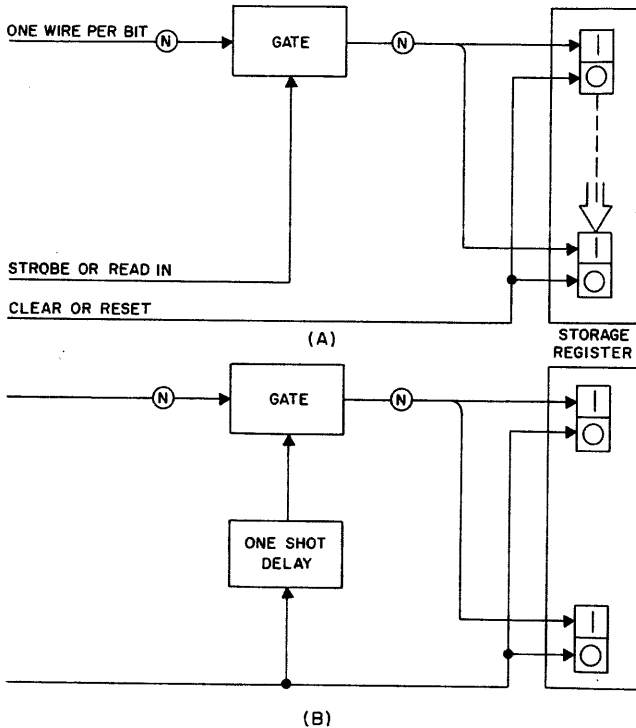 ONE WIRE PER BIT
N
GATE
N
1
0
1
0
STROBE OR READ IN
CLEAR OR RESET
(A)
STORAGE
REGISTER
N
GATE
N
1
0
ONE SHOT
DELAY
1
0
(B)